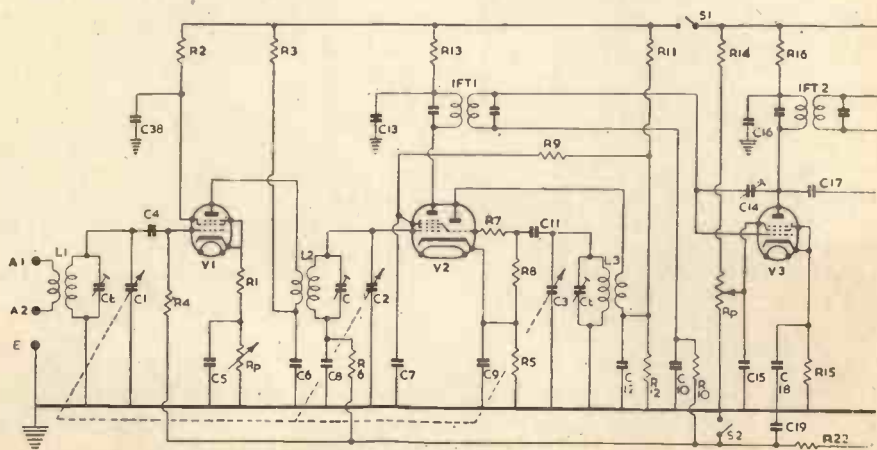 S1
R2
R3
R13
R11
R14
R16
IFT1
IFT 2
C38
C13
C16
R9
C17
C14
C4
R7
C11
L1
V1
L2
V2
L3
V3
A1
Ct
C1
R4
R1
C
C2
R8
C3
Ct
Rp
A2
E
C5
Rp
C6
C8
R6
C7
C9
R5
C12
R12
C10
R10
C15
C18
R15
S2
C19
R22